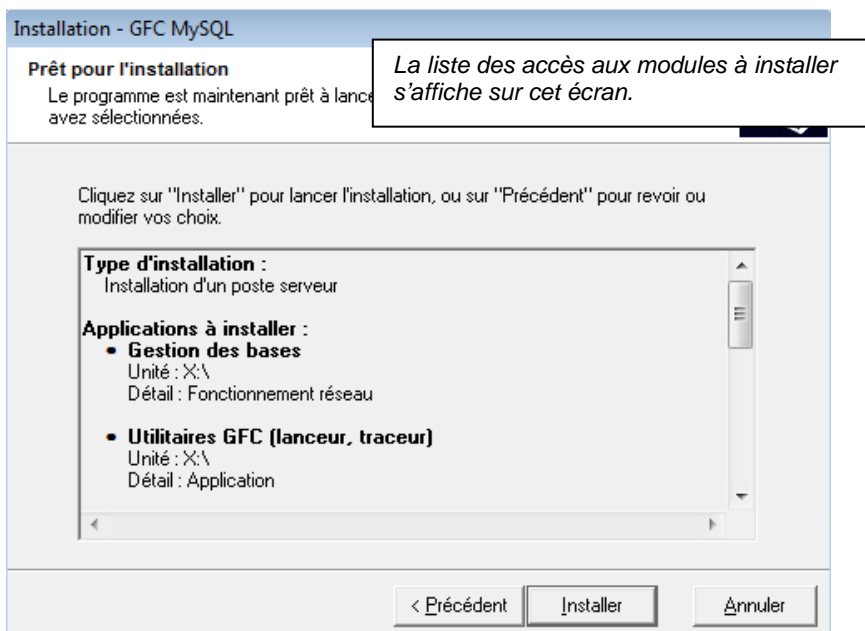 Installation - GFC MySQL
Prêt pour l'installation
Le programme est maintenant prêt à lance
avez sélectionnées.
La liste des accès aux modules à installer
s'affiche sur cet écran.
Cliquez sur "Installer" pour lancer l'installation, ou sur "Précédent" pour revoir ou
modifier vos choix.
Type d'installation :
Installation d'un poste serveur
Applications à installer :
• Gestion des bases
Unité : X:\
Détail : Fonctionnement réseau
• Utilitaires GFC (lanceur, traceur)
Unité : X:\
Détail : Application
< Précédent
Installer
Annuler